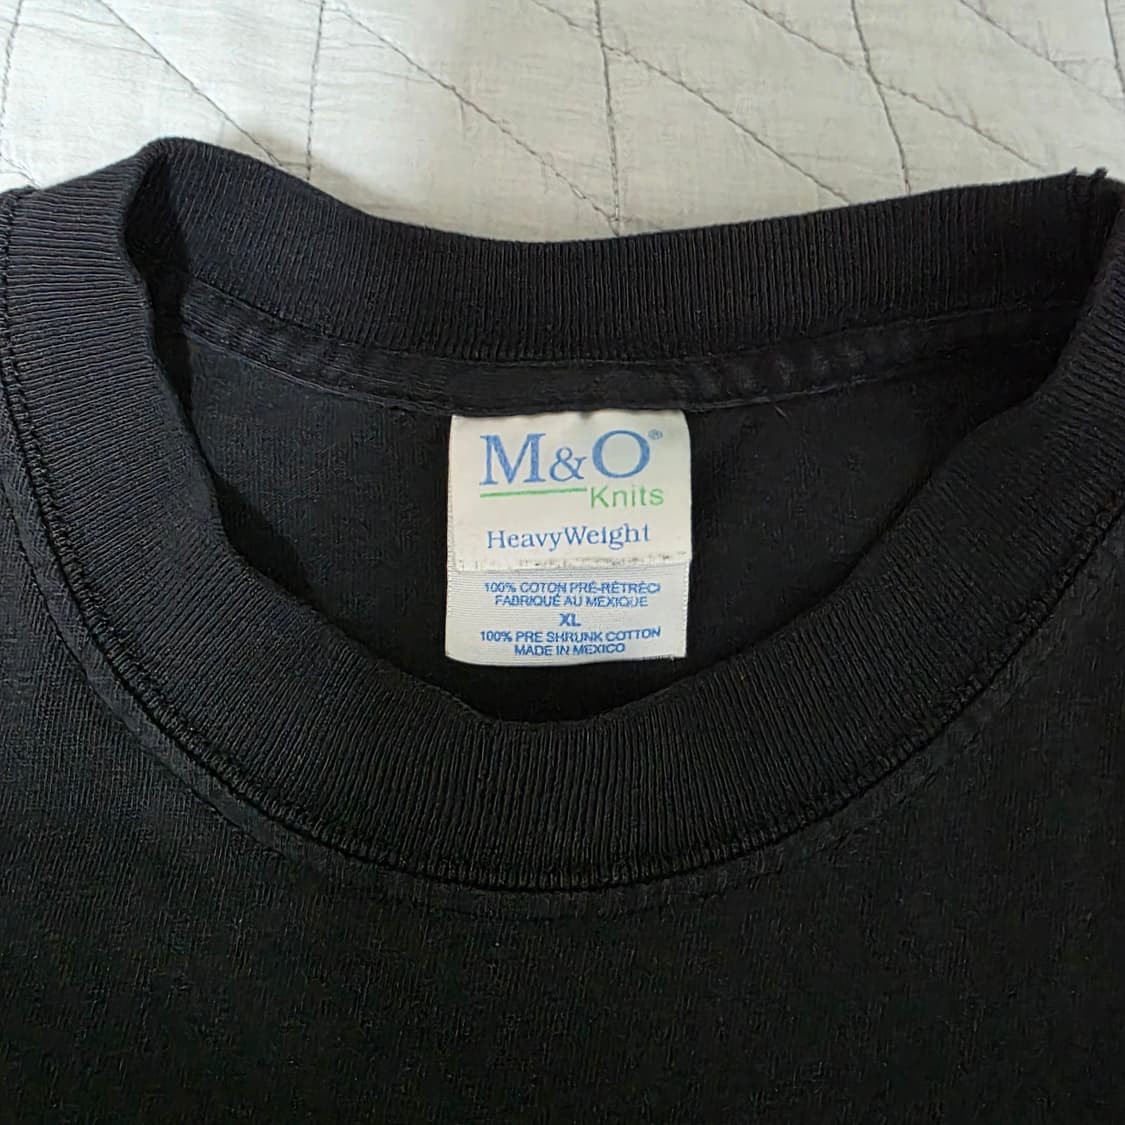 M&O®
Knits
HeavyWeight
100% COTON PRÉ-RÉTRÉCI
FABRIQUÉ AU MEXIQUE
XL
100% PRE SHRUNK COTTON
MADE IN MEXICO